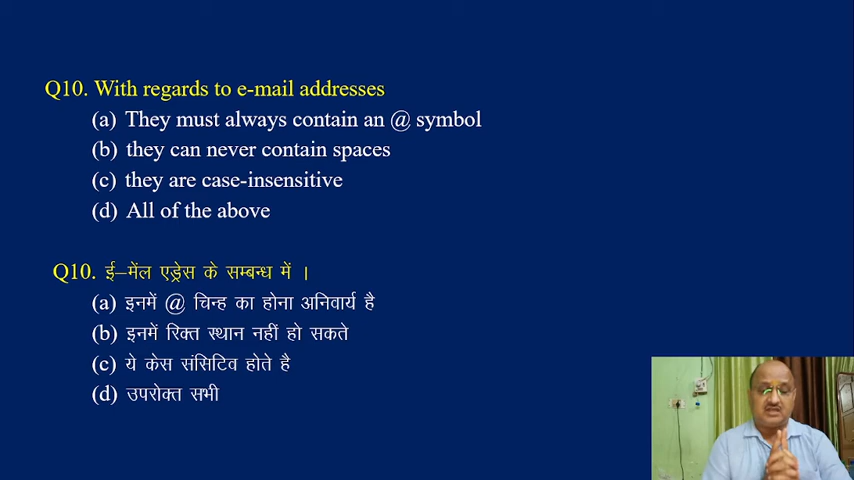 Q10. With regards to e-mail addresses
(a) They must always contain an @ symbol
(b) they can never contain spaces
(c) they are case-insensitive
(d) All of the above
Q10. ई–मेंल एड्रेस के सम्बन्ध में ।
(a) इनमें @ चिन्ह का होना अनिवार्य है
(b) इनमें रिक्त स्थान नहीं हो सकते
(c) ये केस संसिटिव होते है
(d) उपरोक्त सभी